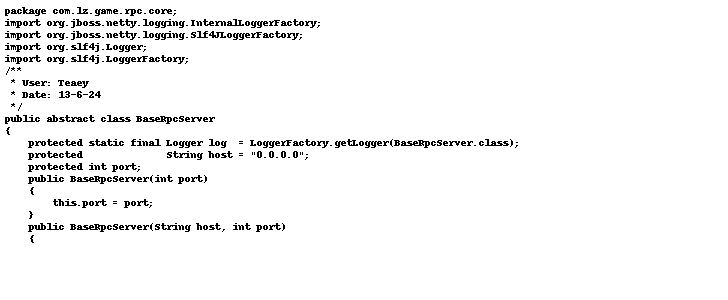 package com.lz.game.rpc.core;
import org.jboss.netty.logging.InternalLoggerFactory;
import org.jboss.netty.logging.Slf4JLoggerFactory;
import org.slf4j.Logger;
import org.slf4j.LoggerFactory;
/**
 * User: Teaey
 * Date: 13-6-24
 */
public abstract class BaseRpcServer
{
    protected static final Logger log  = LoggerFactory.getLogger(BaseRpcServer.class);
    protected              String host = "0.0.0.0";
    protected int port;
    public BaseRpcServer(int port)
    {
        this.port = port;
    }
    public BaseRpcServer(String host, int port)
    {